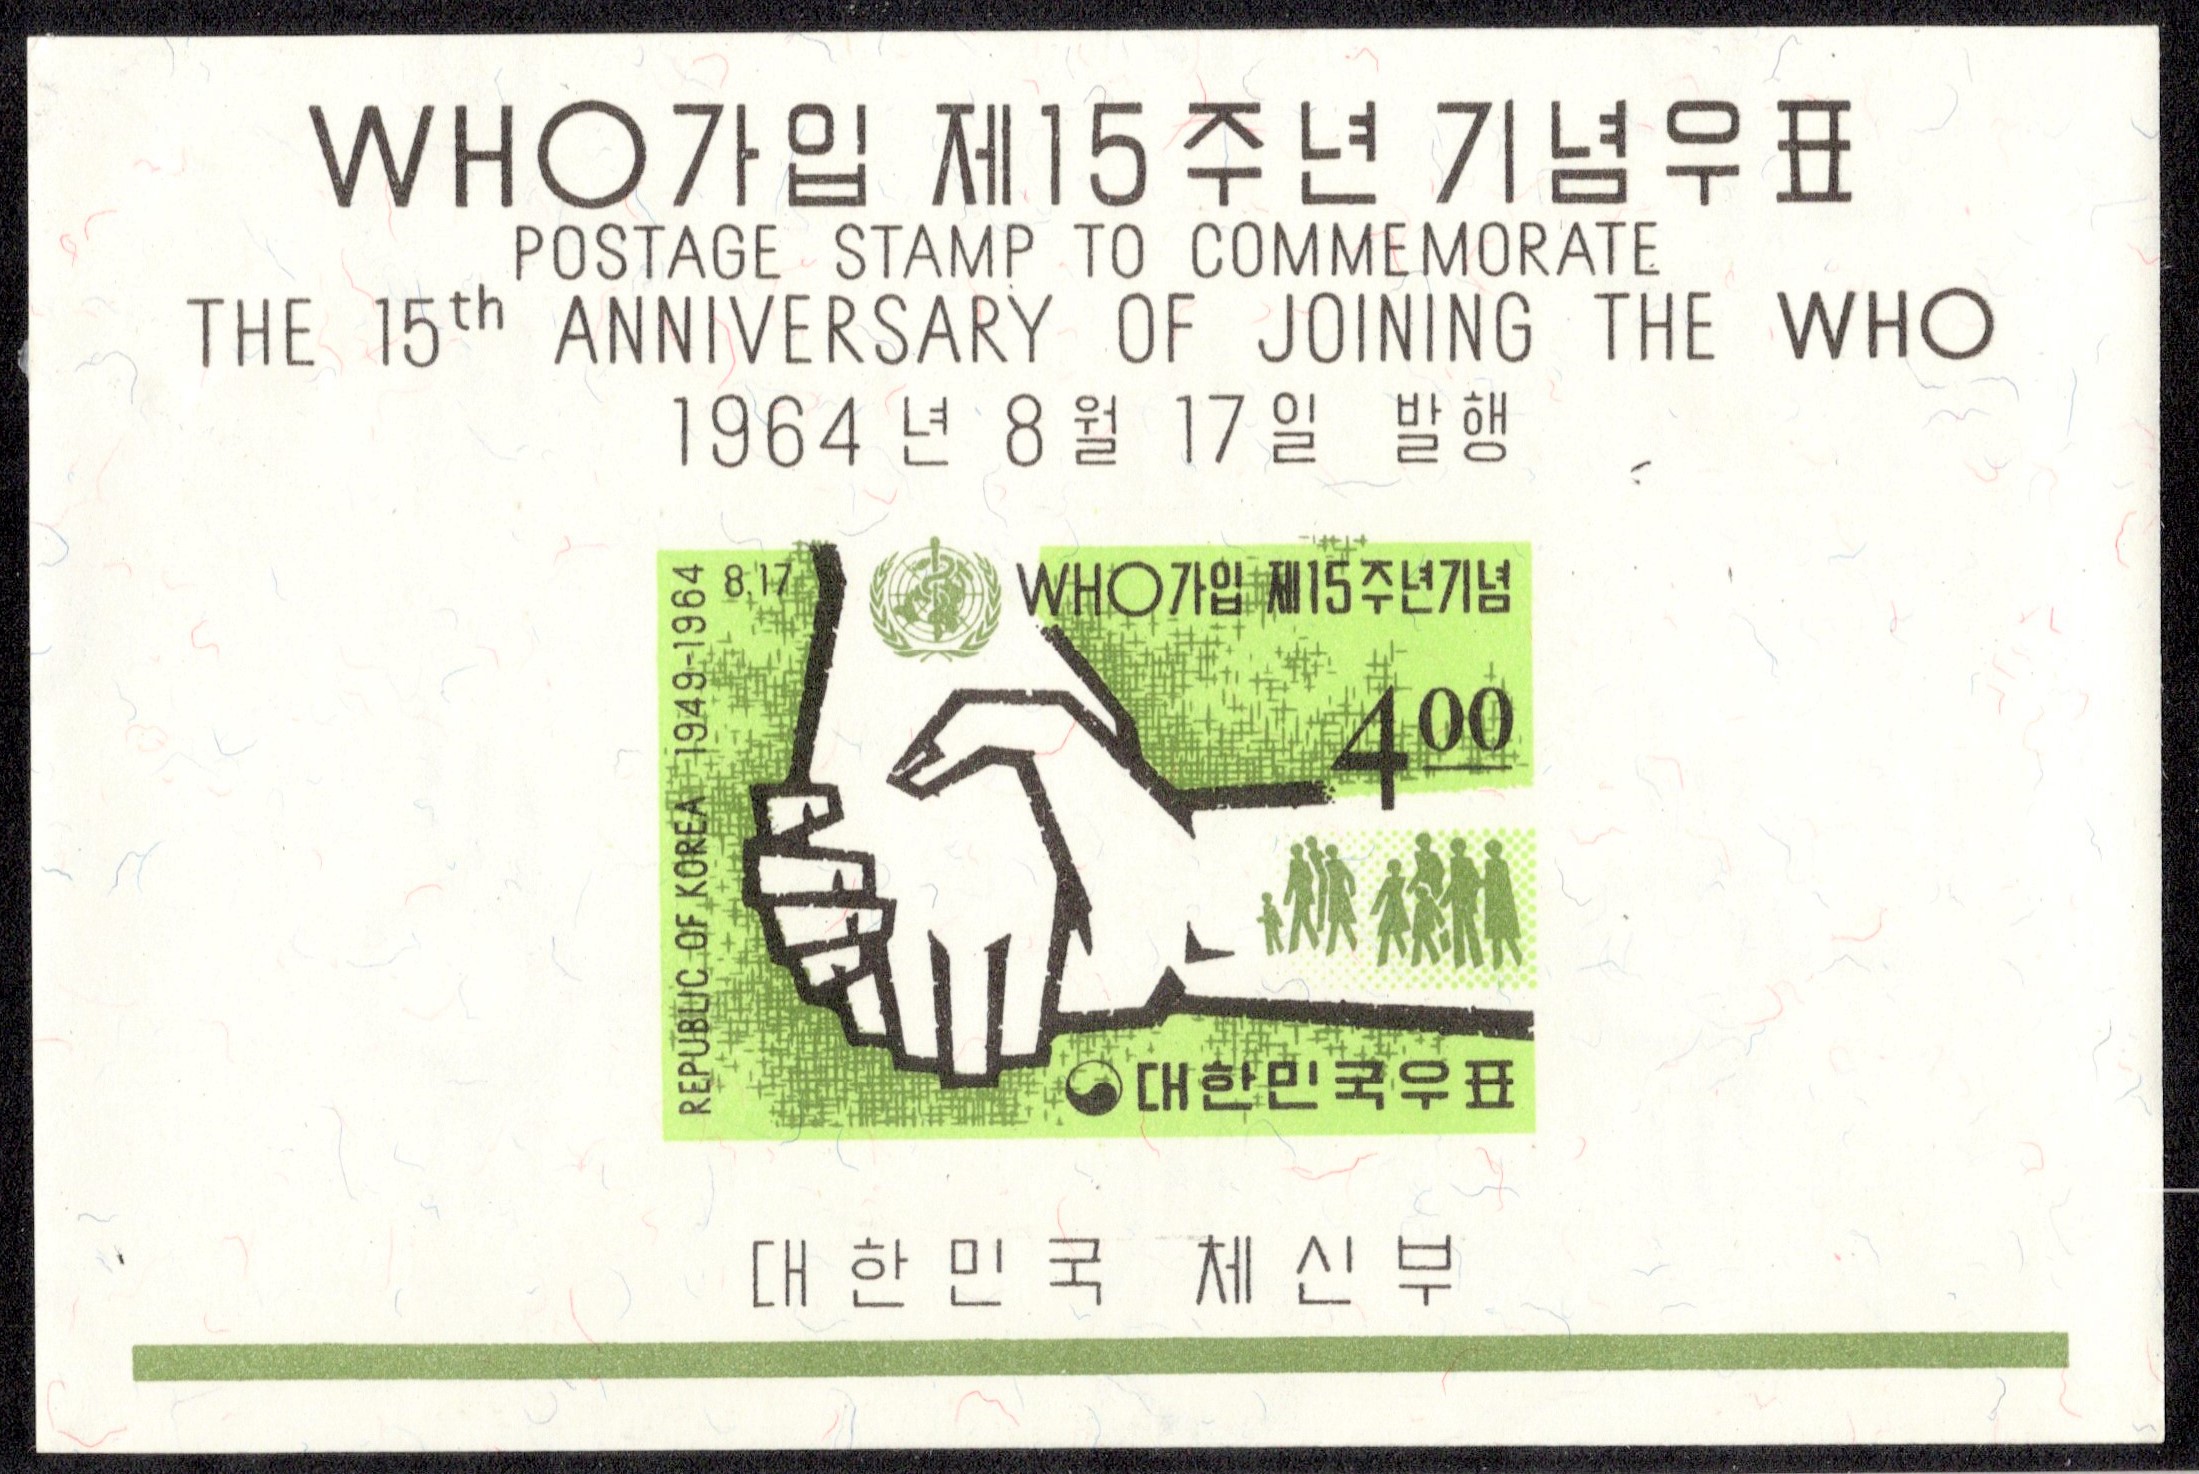 WHO가입 제15주년 기념우표
POSTAGE STAMP TO COMMEMORATE
THE 15th ANNIVERSARY OF JOINING THE WHO
1964년 8월 17일 발행
REPUBLIC OF KOREA 1949-1964
8.17
WHO가입 제15주년기념
400
대한민국우표
대한민국 체신부